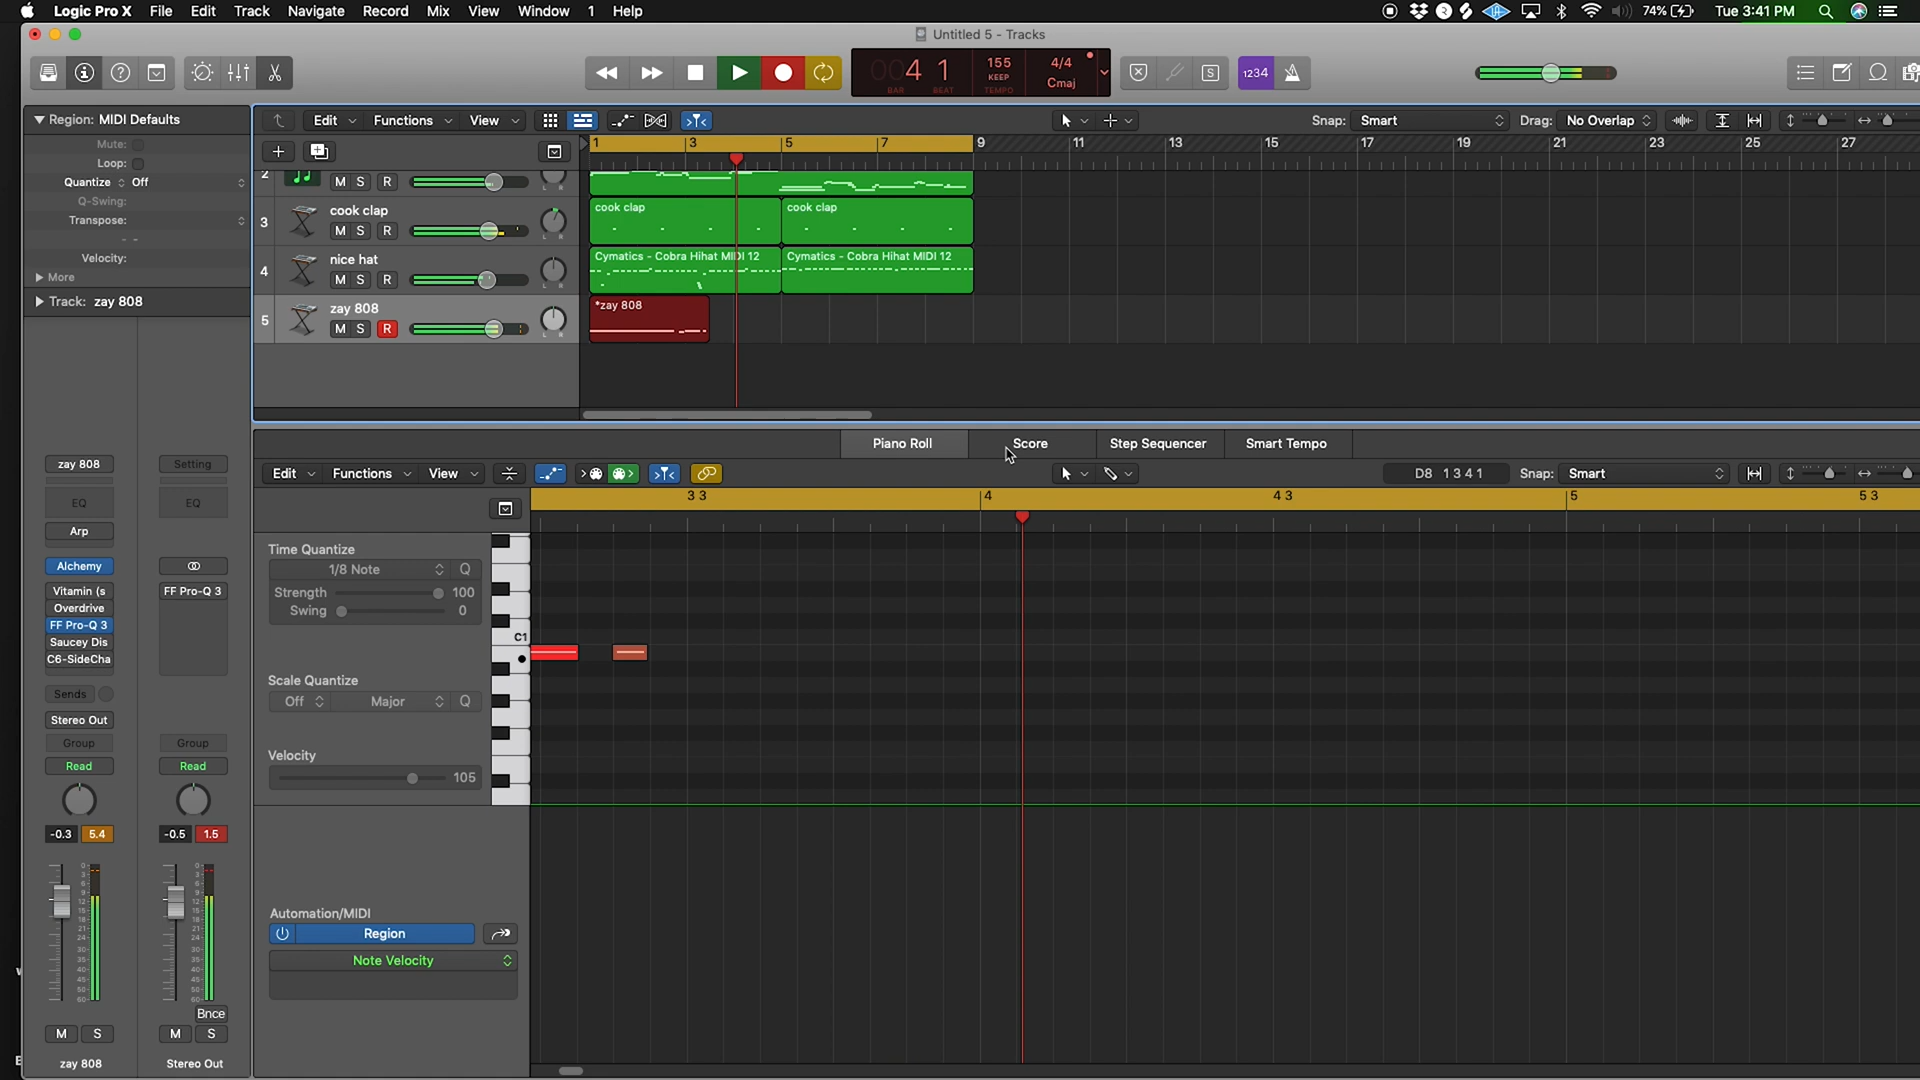 Logic Pro X File Edit Track Navigate Record Mix View Window 1 Help
74% Tue 3:41 PM
Untitled 5 - Tracks
004 1 155 4/4
KEEP Cmaj
BAR BEAT TEMPO
1234
Region: MIDI Defaults
Mute:
Loop:
Quantize Off
Q-Swing:
Transpose:
Velocity:
More
Track: zay 808
Edit Functions View
Snap: Smart Drag: No Overlap
1 3 5 7 9 11 13 15 17 19 21 23 25 27
2 M S R
3 cook clap
M S R
L R
cook clap cook clap
4 nice hat
M S R
L R
Cymatics - Cobra Hihat MIDI 12 Cymatics - Cobra Hihat MIDI 12
5 zay 808
M S R
L R
*zay 808
Piano Roll Score Step Sequencer Smart Tempo
Edit Functions View
D8 1 3 4 1 Snap: Smart
3 3 4 4 3 5 5 3
Time Quantize
1/8 Note Q
Strength 100
Swing 0
C1
Scale Quantize
Off Major Q
Velocity
105
Automation/MIDI
Region
Note Velocity
zay 808 Setting
EQ EQ
Arp
Alchemy
Vitamin (s FF Pro-Q 3
Overdrive
FF Pro-Q 3
Saucey Dis
C6-SideCha
Sends
Stereo Out
Group Group
Read Read
-0.3 5.4 -0.5 1.5
Bnce
M S M S
zay 808 Stereo Out